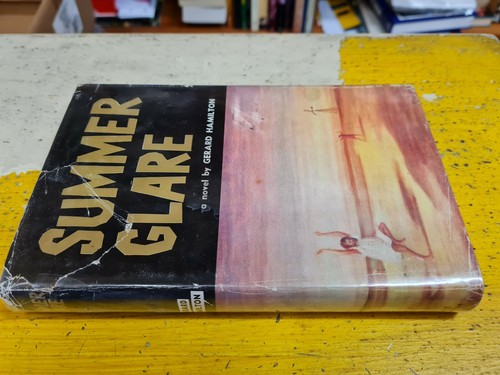 SUMMER
GLARE
a novel by GERARD HAMILTON